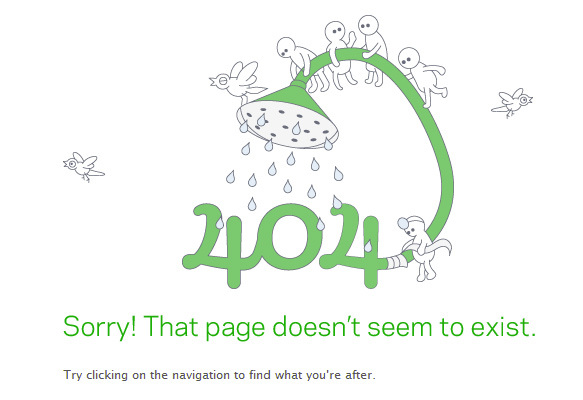 404
Sorry! That page doesn't seem to exist.
Try clicking on the navigation to find what you're after.